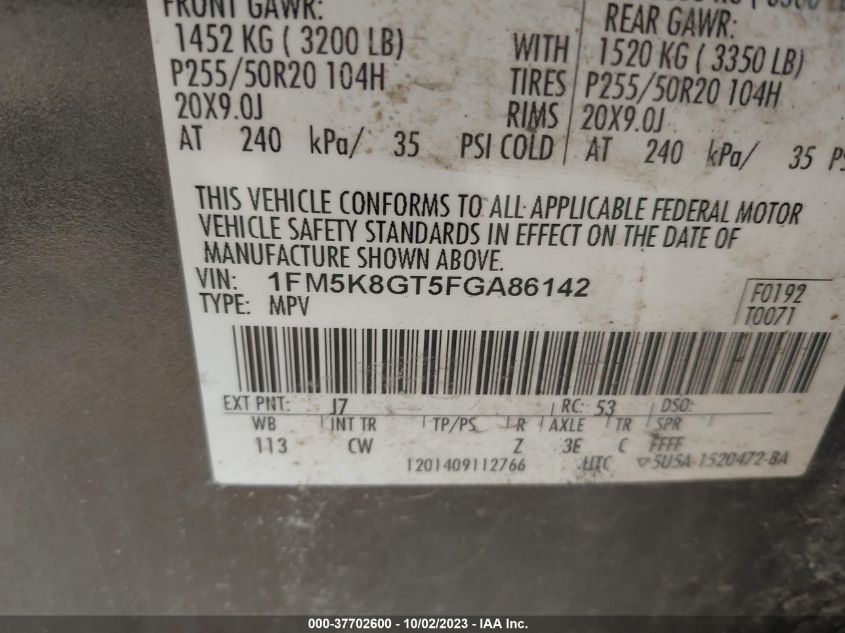 FRONT GAWR:
1452 KG ( 3200 LB)
P255/50R20 104H
20X9.0J
AT 240 kPa/ 35 PSI COLD
WITH
TIRES
RIMS
REAR GAWR:
1520 KG ( 3350 LB)
P255/50R20 104H
20X9.0J
AT 240 kPa/ 35 PS
THIS VEHICLE CONFORMS TO ALL APPLICABLE FEDERAL MOTOR
VEHICLE SAFETY STANDARDS IN EFFECT ON THE DATE OF
MANUFACTURE SHOWN ABOVE.
VIN: 1FM5K8GT5FGA86142
TYPE: MPV
F0192
T0071
EXT PNT: J7 RC: 53 DSO:
WB INT TR TP/PS R AXLE TR SPR
113 CW Z 3E C FFFF
1201409112766 UTC 5U5A-1520472-BA
000-37702600 - 10/02/2023 - IAA Inc.